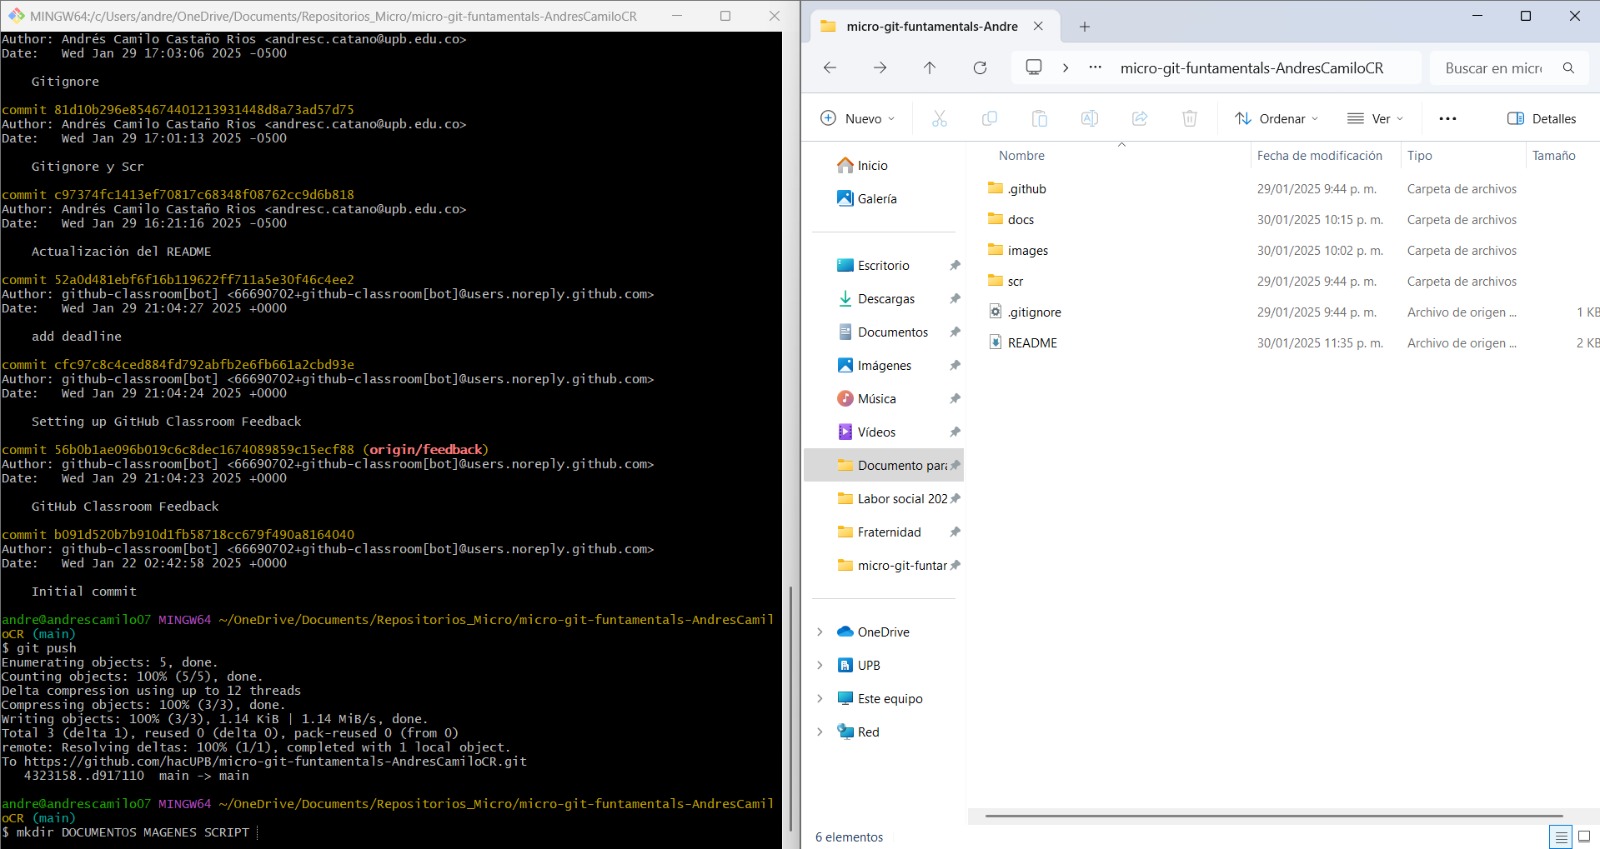 MINGW64:/c/Users/andre/OneDrive/Documents/Repositorios_Micro/micro-git-funtamentals-AndresCamiloCR
Author: Andrés Camilo Castaño Rios <andresc.catano@upb.edu.co>
Date:   Wed Jan 29 17:03:06 2025 -0500
Gitignore
commit 81d10b296e854674401213931448d8a73ad57d75
Author: Andrés Camilo Castaño Rios <andresc.catano@upb.edu.co>
Date:   Wed Jan 29 17:01:13 2025 -0500
Gitignore y Scr
commit c97374fc1413ef70817c68348f08762cc9d6b818
Author: Andrés Camilo Castaño Rios <andresc.catano@upb.edu.co>
Date:   Wed Jan 29 16:21:16 2025 -0500
Actualización del README
commit 52a0d481ebf6f16b119622ff711a5e30f46c4ee2
Author: github-classroom[bot] <66690702+github-classroom[bot]@users.noreply.github.com>
Date:   Wed Jan 29 21:04:27 2025 +0000
add deadline
commit cfc97c8c4ced884fd792abfb2e6fb661a2cbd93e
Author: github-classroom[bot] <66690702+github-classroom[bot]@users.noreply.github.com>
Date:   Wed Jan 29 21:04:24 2025 +0000
Setting up GitHub Classroom Feedback
commit 56b0b1ae096b019c6c8dec1674089859c15ecf88 (origin/feedback)
Author: github-classroom[bot] <66690702+github-classroom[bot]@users.noreply.github.com>
Date:   Wed Jan 29 21:04:23 2025 +0000
GitHub Classroom Feedback
commit b091d520b7b910d1fb58718cc679f490a8164040
Author: github-classroom[bot] <66690702+github-classroom[bot]@users.noreply.github.com>
Date:   Wed Jan 22 02:42:58 2025 +0000
Initial commit
andre@andrescamilo07 MINGW64 ~/OneDrive/Documents/Repositorios_Micro/micro-git-funtamentals-AndresCamil
oCR (main)
$ git push
Enumerating objects: 5, done.
Counting objects: 100% (5/5), done.
Delta compression using up to 12 threads
Compressing objects: 100% (3/3), done.
Writing objects: 100% (3/3), 1.14 KiB | 1.14 MiB/s, done.
Total 3 (delta 1), reused 0 (delta 0), pack-reused 0 (from 0)
remote: Resolving deltas: 100% (1/1), completed with 1 local object.
To https://github.com/hacUPB/micro-git-funtamentals-AndresCamiloCR.git
4323158..d917110  main -> main
andre@andrescamilo07 MINGW64 ~/OneDrive/Documents/Repositorios_Micro/micro-git-funtamentals-AndresCamil
oCR (main)
$ mkdir DOCUMENTOS MAGENES SCRIPT
micro-git-funtamentals-Andre
micro-git-funtamentals-AndresCamiloCR
Buscar en micr
Nuevo
Ordenar
Ver
Detalles
Inicio
Galería
Escritorio
Descargas
Documentos
Imágenes
Música
Vídeos
Documento para
Labor social 202
Fraternidad
micro-git-funtar
OneDrive
UPB
Este equipo
Red
Nombre Fecha de modificación Tipo Tamaño
.github 29/01/2025 9:44 p. m. Carpeta de archivos
docs 30/01/2025 10:15 p. m. Carpeta de archivos
images 30/01/2025 10:02 p. m. Carpeta de archivos
scr 29/01/2025 9:44 p. m. Carpeta de archivos
.gitignore 29/01/2025 9:44 p. m. Archivo de origen ... 1 KB
README 30/01/2025 11:35 p. m. Archivo de origen ... 2 KB
6 elementos